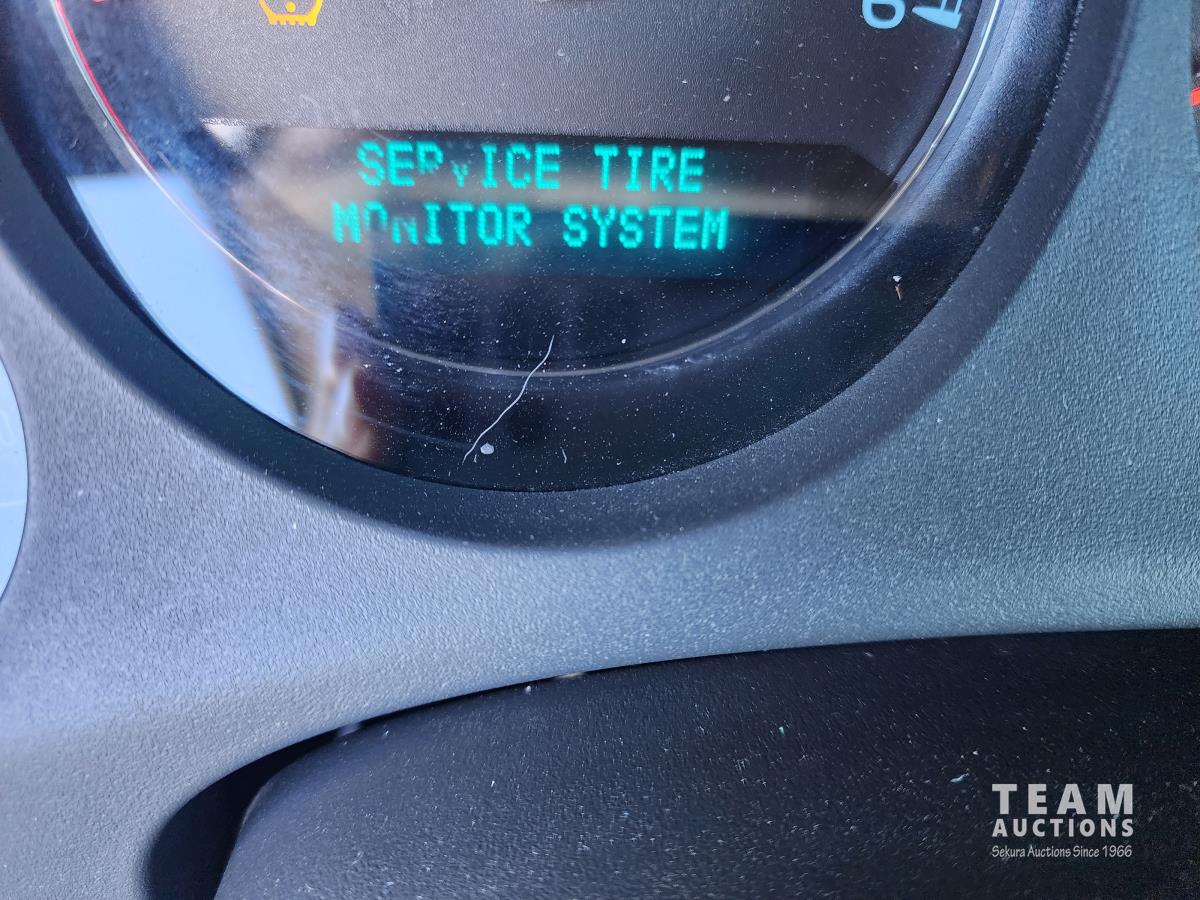 SERVICE TIRE
MONITOR SYSTEM
TEAM
AUCTIONS
Sekura Auctions Since 1966